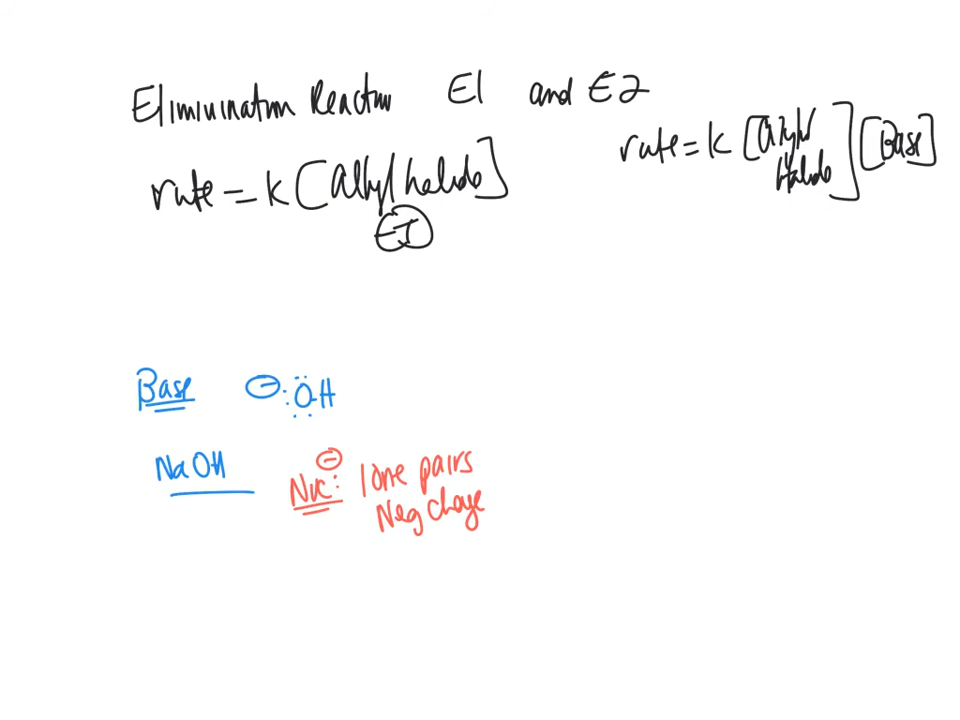 Elimination Reaction E1 and E2
rate = k [alkyl halide] [Base]
rate = k [alkyl halide]
E1
Base ⊖ :ÖH
NaOH
Nuc: ⊖ lone pairs
Neg charge